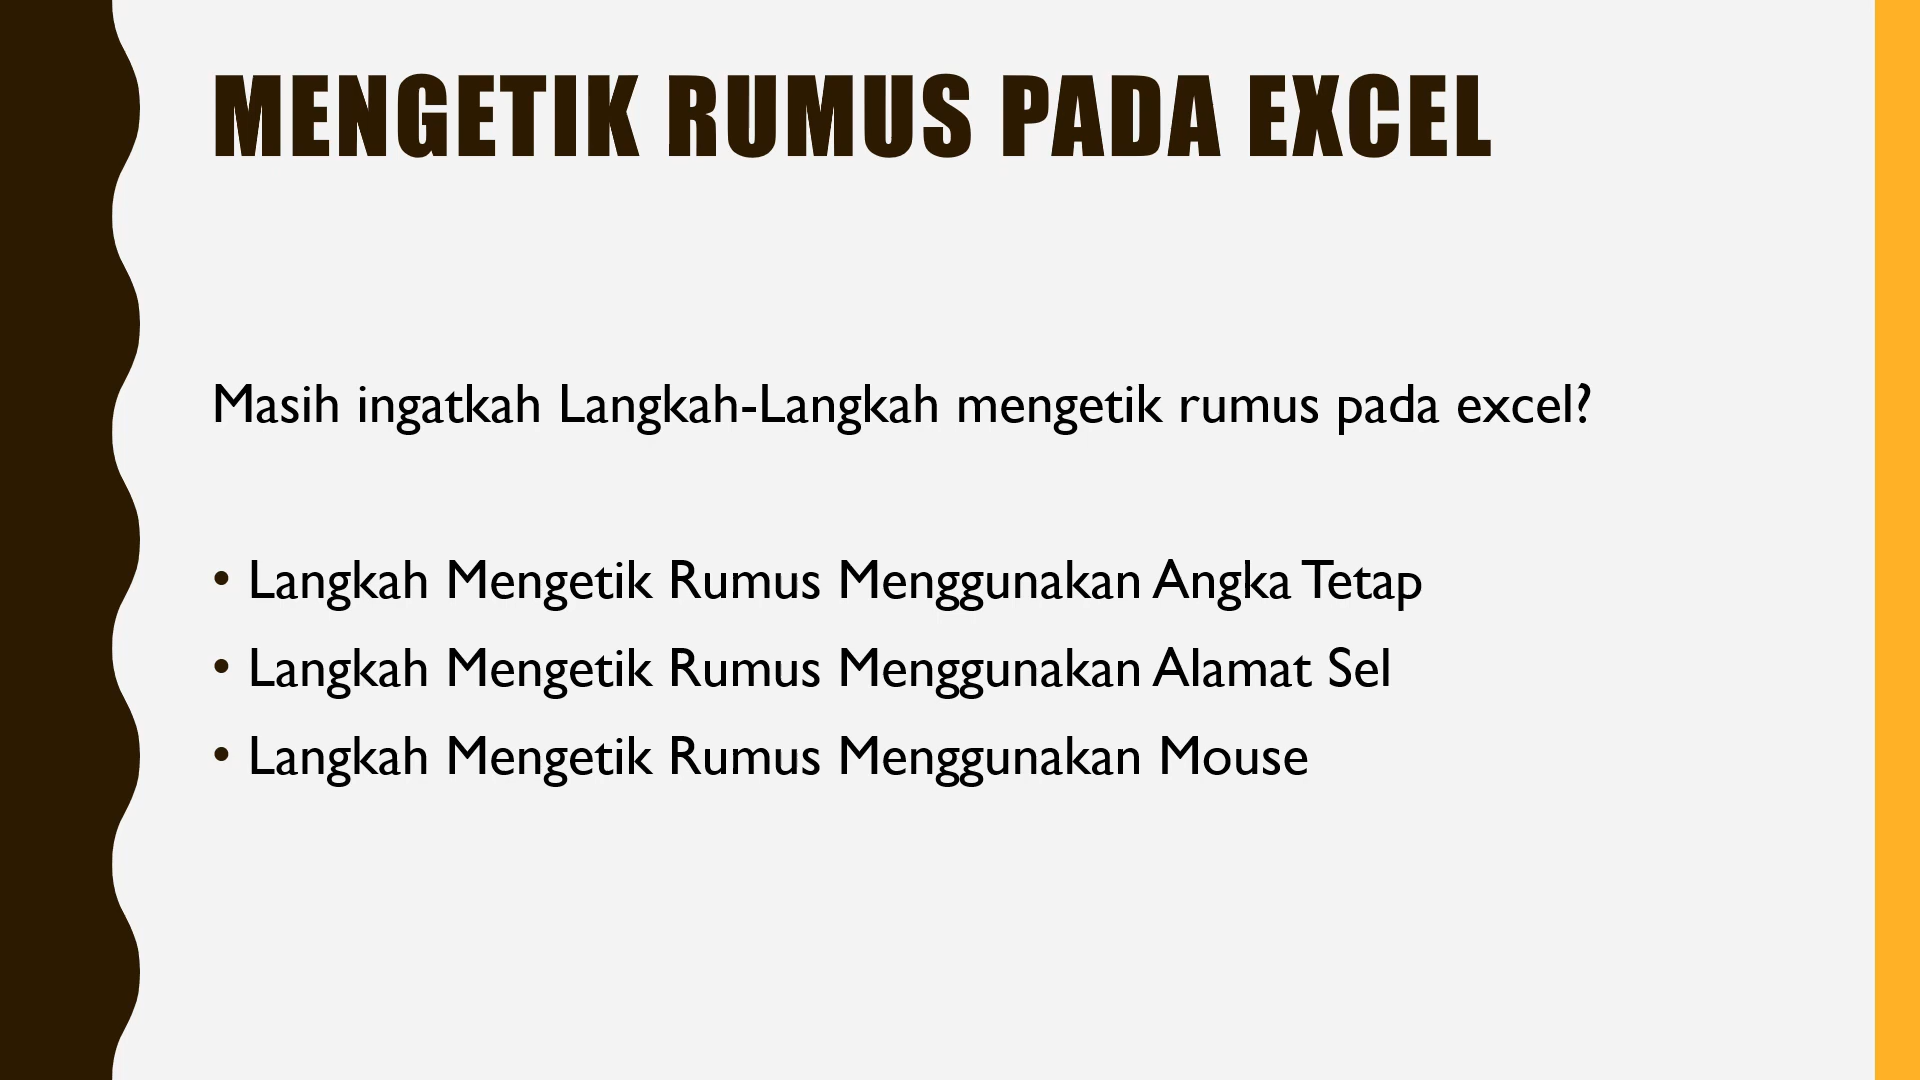 MENGETIK RUMUS PADA EXCEL
Masih ingatkah Langkah-Langkah mengetik rumus pada excel?
• Langkah Mengetik Rumus Menggunakan Angka Tetap
• Langkah Mengetik Rumus Menggunakan Alamat Sel
• Langkah Mengetik Rumus Menggunakan Mouse